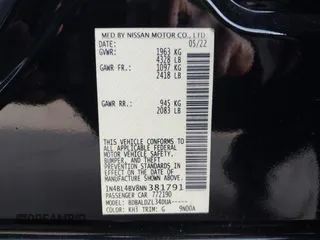 MFD BY NISSAN MOTOR CO., LTD
DATE: 05/22
GVWR: 1963 KG
4328 LB
GAWR FR: 1097 KG
2418 LB
GAWR RR: 945 KG
2083 LB
THIS VEHICLE CONFORMS TO ALL
APPLICABLE FEDERAL MOTOR VEHICLE
SAFETY, BUMPER, AND THEFT PREVENTION
STANDARDS IN EFFECT ON THE DATE OF
MANUFACTURE SHOWN ABOVE.
1N4BL4BV8NN381791
PASSENGER CAR 772190
MODEL: BDBALDZL34DUA
COLOR: KH3 TRIM: G 9N00A